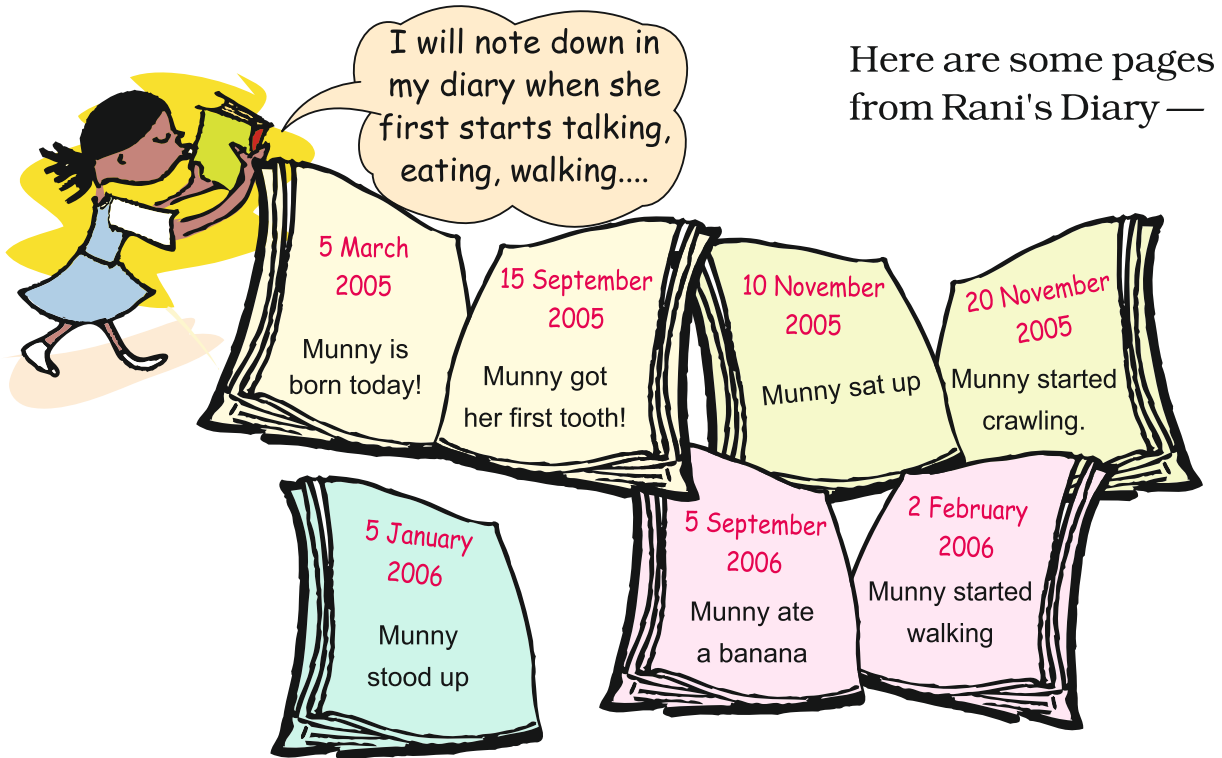 I will note down in
my diary when she
first starts talking,
eating, walking....
Here are some pages
from Rani's Diary —
5 March
2005
Munny is
born today!
15 September
2005
Munny got
her first tooth!
10 November
2005
Munny sat up
20 November
2005
Munny started
crawling.
5 January
2006
Munny
stood up
5 September
2006
Munny ate
a banana
2 February
2006
Munny started
walking